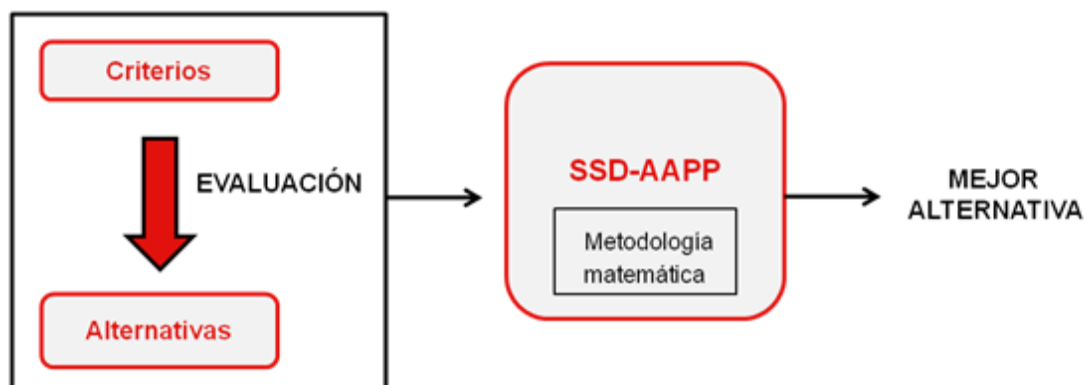 Criterios
EVALUACIÓN
Alternativas
SSD-AAPP
Metodología
matemática
MEJOR
ALTERNATIVA